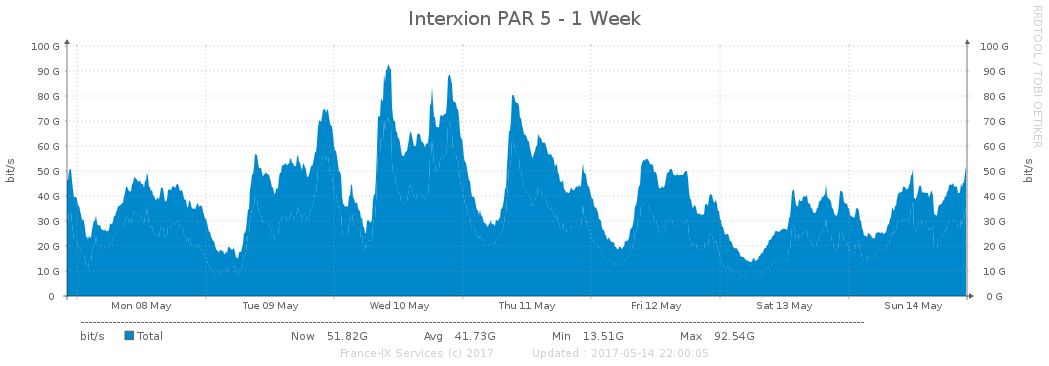 Interxion PAR 5 - 1 Week
RRDTOOL / TOBI OETIKER
100 G 100 G
90 G 90 G
80 G 80 G
70 G 70 G
60 G 60 G
50 G 50 G
40 G 40 G
30 G 30 G
20 G 20 G
10 G 10 G
0 0 G
bit/s
bit/s
Mon 08 May Tue 09 May Wed 10 May Thu 11 May Fri 12 May Sat 13 May Sun 14 May
bit/s Total Now 51.82G Avg 41.73G Min 13.51G Max 92.54G
France-IX Services (c) 2017 Updated : 2017-05-14 22:00:05